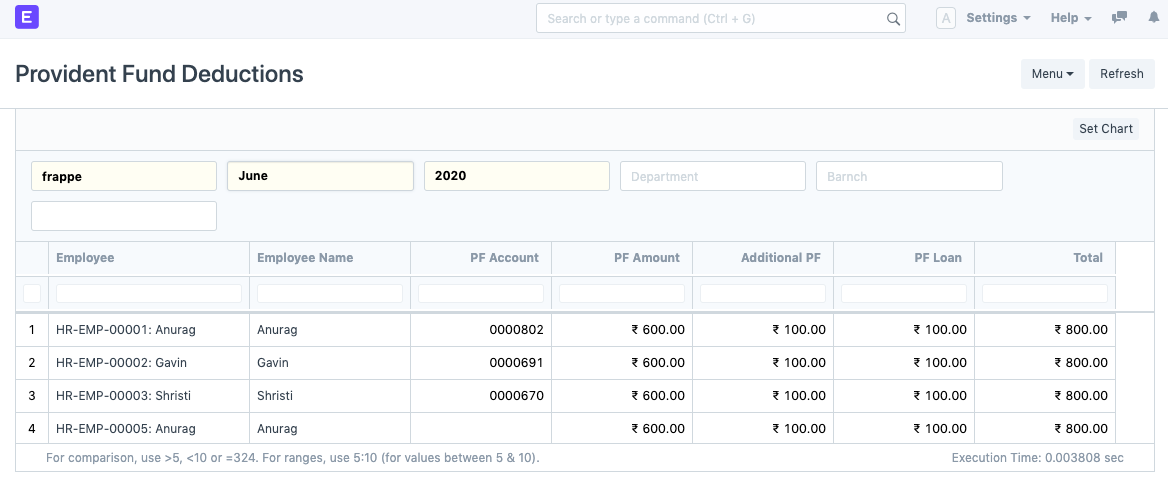 E Search or type a command (Ctrl + G) A Settings Help
Provident Fund Deductions Menu Refresh
Set Chart
frappe June 2020 Department Barnch
Employee Employee Name PF Account PF Amount Additional PF PF Loan Total
1 HR-EMP-00001: Anurag Anurag 0000802 ₹ 600.00 ₹ 100.00 ₹ 100.00 ₹ 800.00
2 HR-EMP-00002: Gavin Gavin 0000691 ₹ 600.00 ₹ 100.00 ₹ 100.00 ₹ 800.00
3 HR-EMP-00003: Shristi Shristi 0000670 ₹ 600.00 ₹ 100.00 ₹ 100.00 ₹ 800.00
4 HR-EMP-00005: Anurag Anurag ₹ 600.00 ₹ 100.00 ₹ 100.00 ₹ 800.00
For comparison, use >5, <10 or =324. For ranges, use 5:10 (for values between 5 & 10). Execution Time: 0.003808 sec